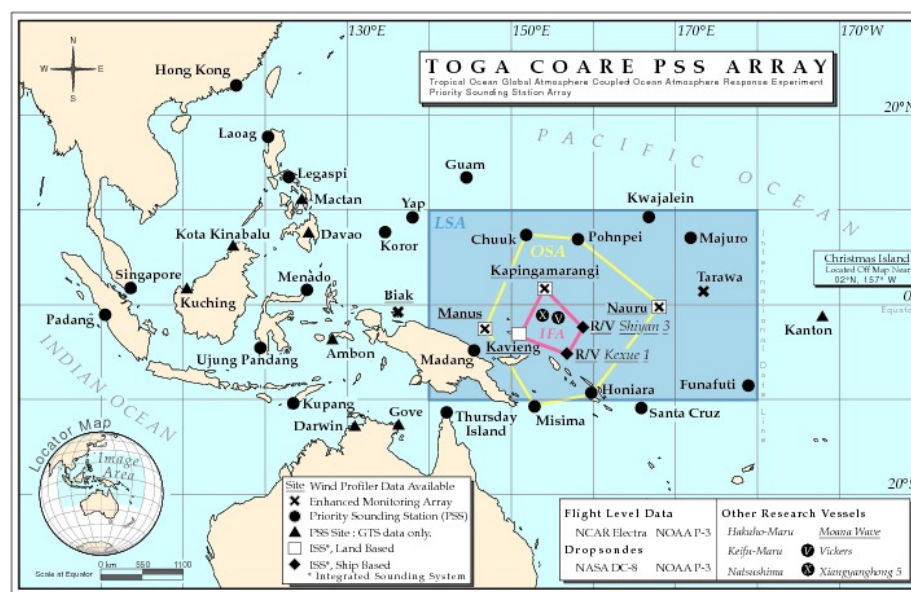 130°E
150°E
170°E
170°W
N
W
E
S
TOGA COARE PSS ARRAY
Tropical Ocean Global Atmosphere Coupled Ocean Atmosphere Response Experiment
Priority Sounding Station Array
Hong Kong
20°N
PACIFIC OCEAN
Laoag
Guam
Legaspi
Mactan
Yap
Kwajalein
LSA
Kota Kinabalu
Davao
Koror
Chuuk
OSA
Pohnpei
Majuro
Christmas Island
Located Off Map Near
02°N, 157° W
Kapingamarangi
Tarawa
Singapore
Menado
Kuching
Biak
Nauru
0°
Equator
Padang
Manus
X
V
IFA
R/V Shiyan 3
Kanton
Kavieng
INDIAN OCEAN
Ujung Pandang
Ambon
Madang
R/V Kexue 1
International Date Line
Funafuti
Honiara
Kupang
Gove
Darwin
Thursday
Island
Misima
Santa Cruz
Locator Map
Image
Area
20°S
Site Wind Profiler Data Available
Enhanced Monitoring Array
Priority Sounding Station (PSS)
PSS Site : GTS data only.
ISS*, Land Based
ISS*, Ship Based
* Integrated Sounding System
km
0 550 1100
Scale at Equator
Flight Level Data
NCAR Electra NOAA P-3
Dropsondes
NASA DC-8 NOAA P-3
Other Research Vessels
Hakuho-Maru Moana Wave
Keifu-Maru V Vickers
Natsushima X Xiangyanghong 5